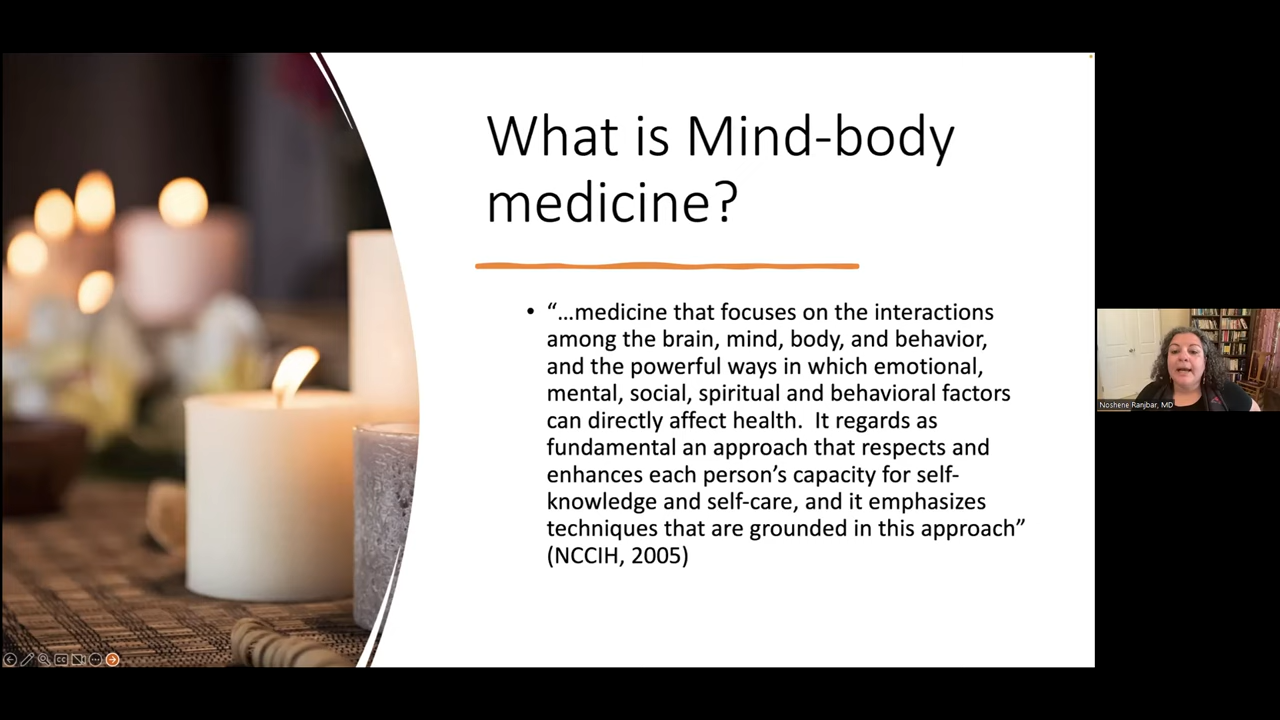 What is Mind-body
medicine?
• “…medicine that focuses on the interactions
among the brain, mind, body, and behavior,
and the powerful ways in which emotional,
mental, social, spiritual and behavioral factors
can directly affect health.  It regards as
fundamental an approach that respects and
enhances each person’s capacity for self-
knowledge and self-care, and it emphasizes
techniques that are grounded in this approach”
(NCCIH, 2005)
Noshene Ranjbar, MD
CC